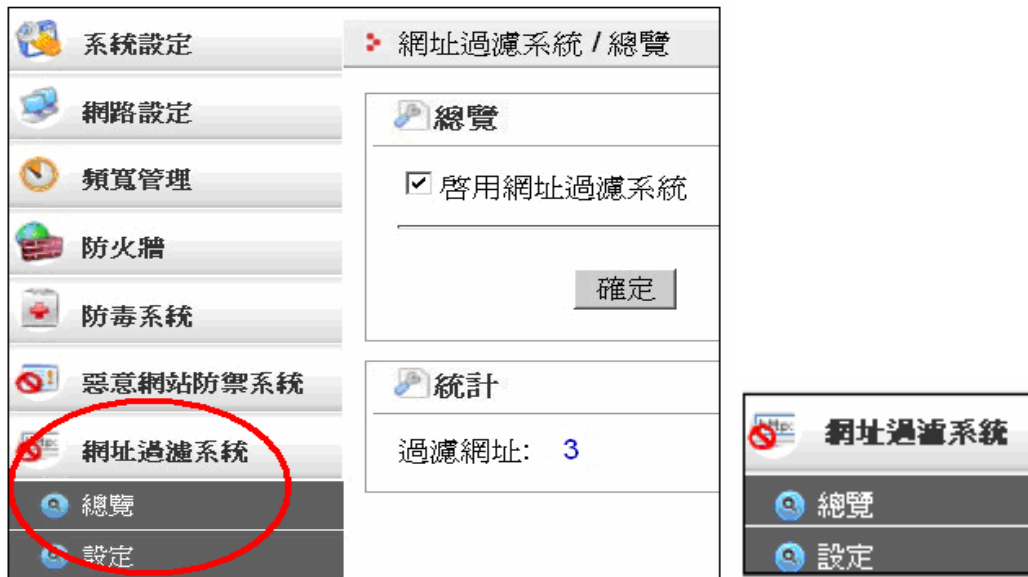 系統設定
網路設定
頻寬管理
防火牆
防毒系統
惡意網站防禦系統
網址過濾系統
總覽
設定
網址過濾系統 / 總覽
總覽
啓用網址過濾系統
確定
統計
過濾網址: 3
網址過濾系統
總覽
設定